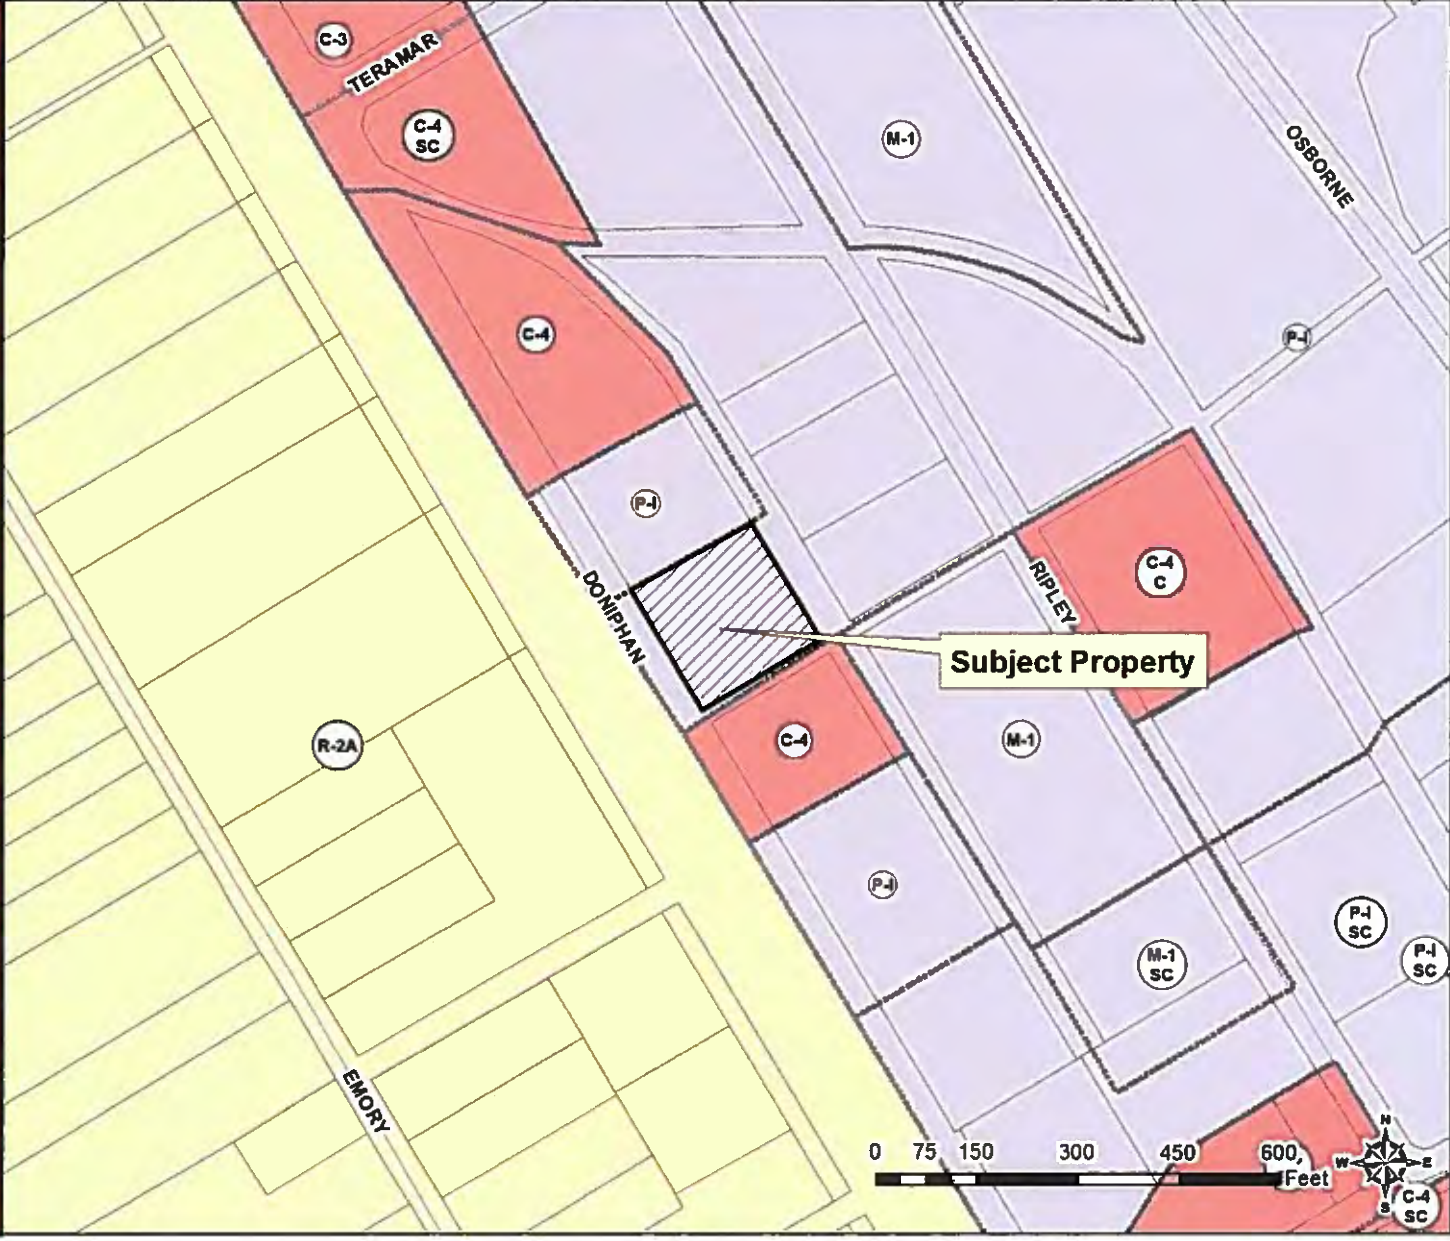 C-3
TERAMAR
C-4
SC
M-1
OSBORNE
C-4
P-I
P-I
C-4
C
DONIPHAN
RIPLEY
Subject Property
R-2A
C-4
M-1
P-I
P-I
SC
M-1
SC
P-I
SC
EMORY
0 75 150 300 450 600
Feet
N
W E
S
C-4
SC